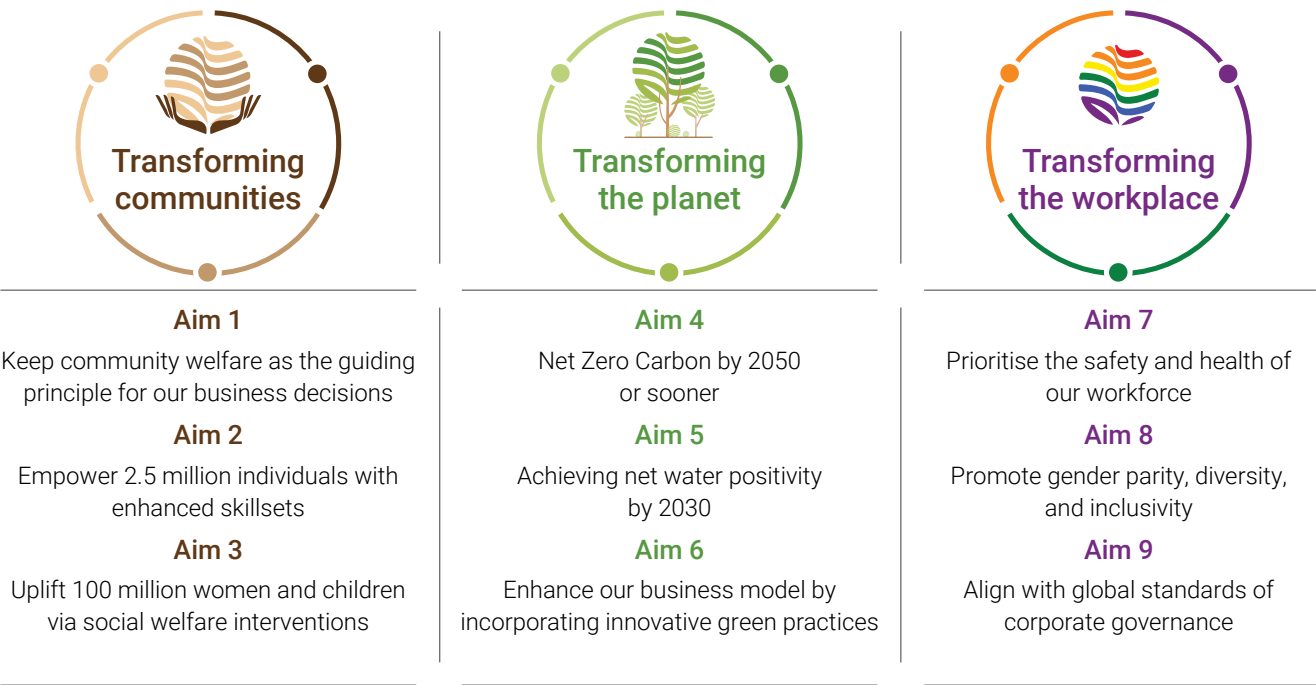 Transforming
communities
Aim 1
Keep community welfare as the guiding
principle for our business decisions
Aim 2
Empower 2.5 million individuals with
enhanced skillsets
Aim 3
Uplift 100 million women and children
via social welfare interventions
Transforming
the planet
Aim 4
Net Zero Carbon by 2050
or sooner
Aim 5
Achieving net water positivity
by 2030
Aim 6
Enhance our business model by
incorporating innovative green practices
Transforming
the workplace
Aim 7
Prioritise the safety and health of
our workforce
Aim 8
Promote gender parity, diversity,
and inclusivity
Aim 9
Align with global standards of
corporate governance